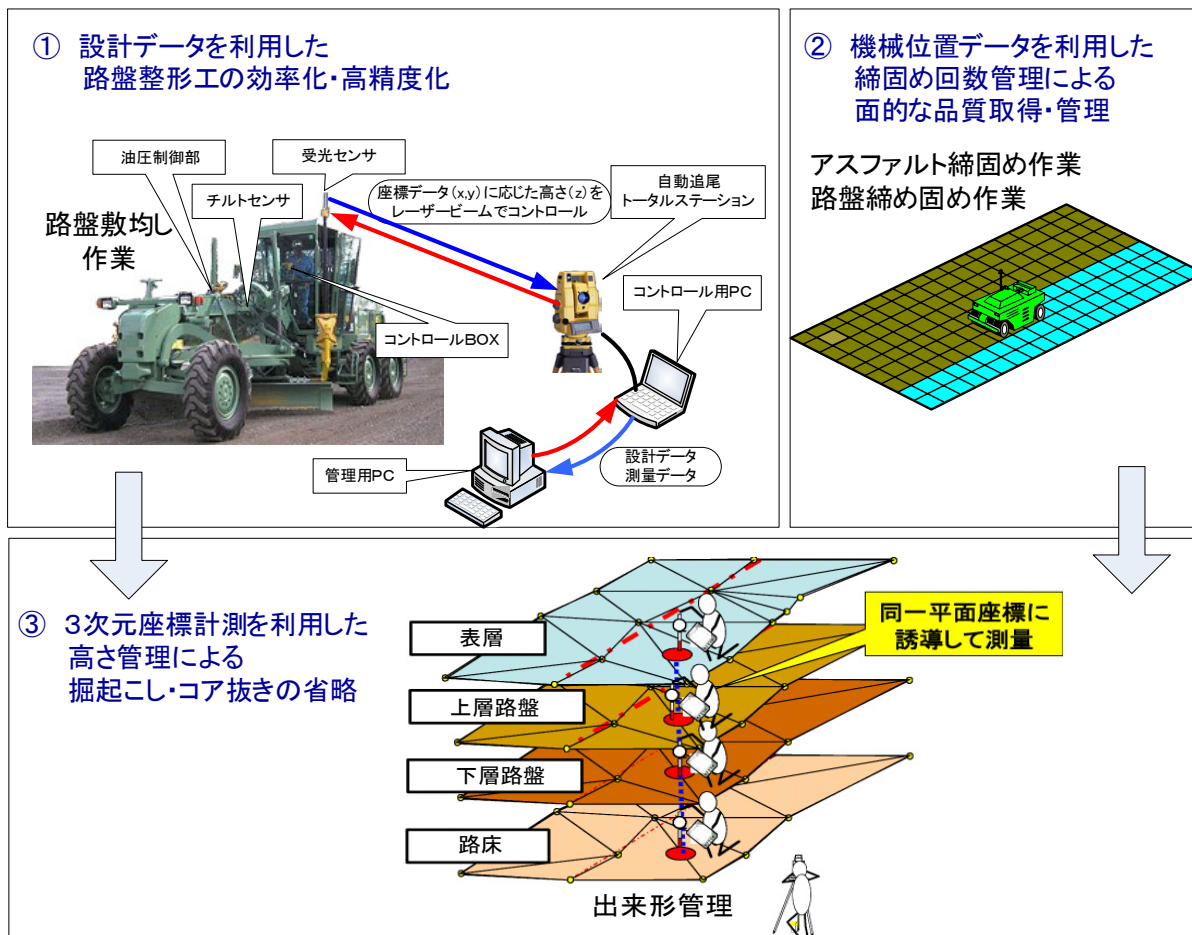 ① 設計データを利用した
路盤整形工の効率化・高精度化
油圧制御部
受光センサ
チルトセンサ
座標データ(x,y)に応じた高さ(z)を
レーザービームでコントロール
自動追尾
トータルステーション
路盤敷均し
作業
コントロール用PC
コントロールBOX
管理用PC
設計データ
測量データ
② 機械位置データを利用した
締固め回数管理による
面的な品質取得・管理
アスファルト締固め作業
路盤締め固め作業
③ 3次元座標計測を利用した
高さ管理による
掘起こし・コア抜きの省略
同一平面座標に
誘導して測量
表層
上層路盤
下層路盤
路床
出来形管理